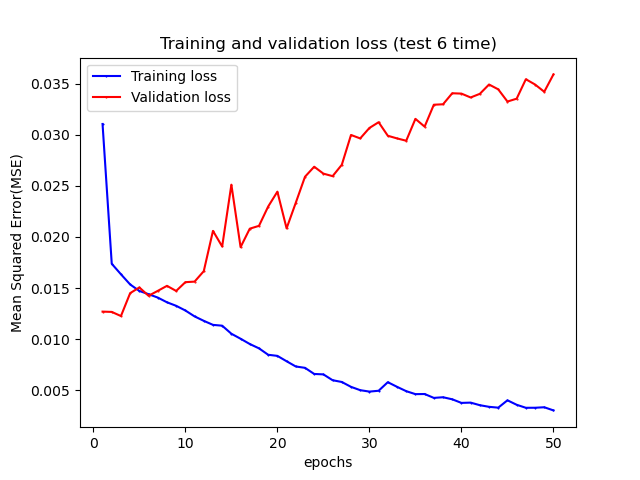 Training and validation loss (test 6 time)
Training loss
Validation loss
Mean Squared Error(MSE)
0.035
0.030
0.025
0.020
0.015
0.010
0.005
0 10 20 30 40 50
epochs